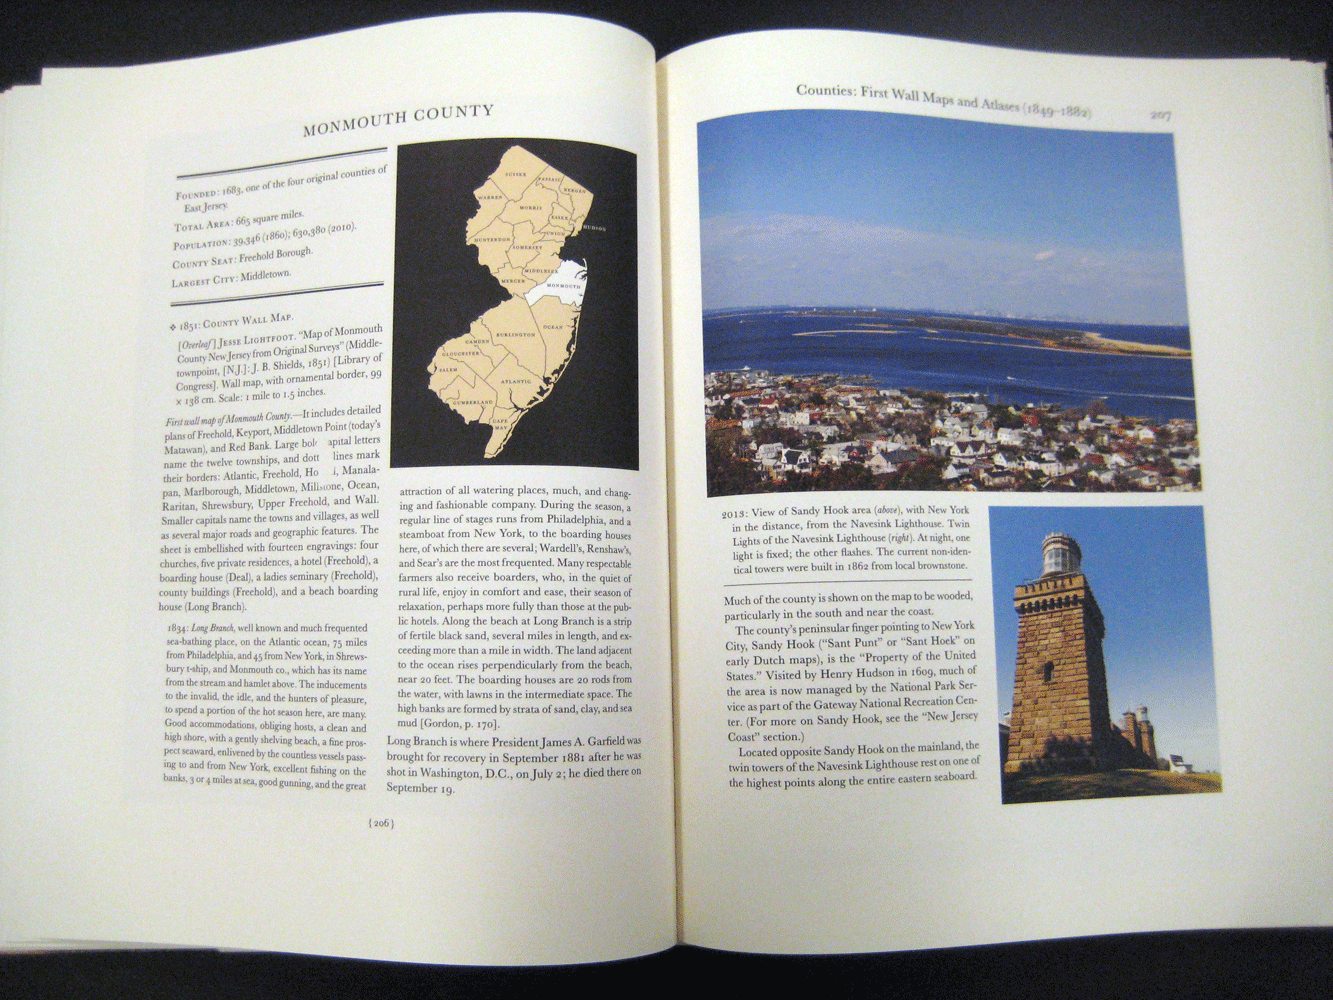 MONMOUTH COUNTY
FOUNDED: 1683, one of the four original counties of
East Jersey.
TOTAL AREA: 665 square miles.
POPULATION: 39,346 (1860); 630,380 (2010).
COUNTY SEAT: Freehold Borough.
LARGEST CITY: Middletown.
❖ 1851: COUNTY WALL MAP.
[Overleaf] JESSE LIGHTFOOT. “Map of Monmouth
County New Jersey from Original Surveys” (Middle-
townpoint, [N.J.]: J. B. Shields, 1851) [Library of
Congress]. Wall map, with ornamental border, 99
× 138 cm. Scale: 1 mile to 1.5 inches.
First wall map of Monmouth County.—It includes detailed
plans of Freehold, Keyport, Middletown Point (today’s
Matawan), and Red Bank. Large bol apital letters
name the twelve townships, and dott lines mark
their borders: Atlantic, Freehold, Ho l, Manala-
pan, Marlborough, Middletown, Millstone, Ocean,
Raritan, Shrewsbury, Upper Freehold, and Wall.
Smaller capitals name the towns and villages, as well
as several major roads and geographic features. The
sheet is embellished with fourteen engravings: four
churches, five private residences, a hotel (Freehold), a
boarding house (Deal), a ladies seminary (Freehold),
county buildings (Freehold), and a beach boarding
house (Long Branch).
1834: Long Branch, well known and much frequented
sea-bathing place, on the Atlantic ocean, 75 miles
from Philadelphia, and 45 from New York, in Shrews-
bury t-ship, and Monmouth co., which has its name
from the stream and hamlet above. The inducements
to the invalid, the idle, and the hunters of pleasure,
to spend a portion of the hot season here, are many.
Good accommodations, obliging hosts, a clean and
high shore, with a gently shelving beach, a fine pros-
pect seaward, enlivened by the countless vessels pass-
ing to and from New York, excellent fishing on the
banks, 3 or 4 miles at sea, good gunning, and the great
SUSSEX
PASSAIC
BERGEN
WARREN
MORRIS
ESSEX
HUDSON
UNION
HUNTERDON
SOMERSET
MIDDLESEX
MERCER
MONMOUTH
OCEAN
BURLINGTON
CAMDEN
GLOUCESTER
SALEM
ATLANTIC
CUMBERLAND
CAPE
MAY
attraction of all watering places, much, and chang-
ing and fashionable company. During the season, a
regular line of stages runs from Philadelphia, and a
steamboat from New York, to the boarding houses
here, of which there are several; Wardell’s, Renshaw’s,
and Sear’s are the most frequented. Many respectable
farmers also receive boarders, who, in the quiet of
rural life, enjoy in comfort and ease, their season of
relaxation, perhaps more fully than those at the pub-
lic hotels. Along the beach at Long Branch is a strip
of fertile black sand, several miles in length, and ex-
ceeding more than a mile in width. The land adjacent
to the ocean rises perpendicularly from the beach,
near 20 feet. The boarding houses are 20 rods from
the water, with lawns in the intermediate space. The
high banks are formed by strata of sand, clay, and sea
mud [Gordon, p. 170].
Long Branch is where President James A. Garfield was
brought for recovery in September 1881 after he was
shot in Washington, D.C., on July 2; he died there on
September 19.
{ 206 }
Counties: First Wall Maps and Atlases (1849–1882)
207
2013: View of Sandy Hook area (above), with New York
in the distance, from the Navesink Lighthouse. Twin
Lights of the Navesink Lighthouse (right). At night, one
light is fixed; the other flashes. The current non-iden-
tical towers were built in 1862 from local brownstone.
Much of the county is shown on the map to be wooded,
particularly in the south and near the coast.
The county’s peninsular finger pointing to New York
City, Sandy Hook (“Sant Punt” or “Sant Hoek” on
early Dutch maps), is the “Property of the United
States.” Visited by Henry Hudson in 1609, much of
the area is now managed by the National Park Ser-
vice as part of the Gateway National Recreation Cen-
ter. (For more on Sandy Hook, see the “New Jersey
Coast” section.)
Located opposite Sandy Hook on the mainland, the
twin towers of the Navesink Lighthouse rest on one of
the highest points along the entire eastern seaboard.